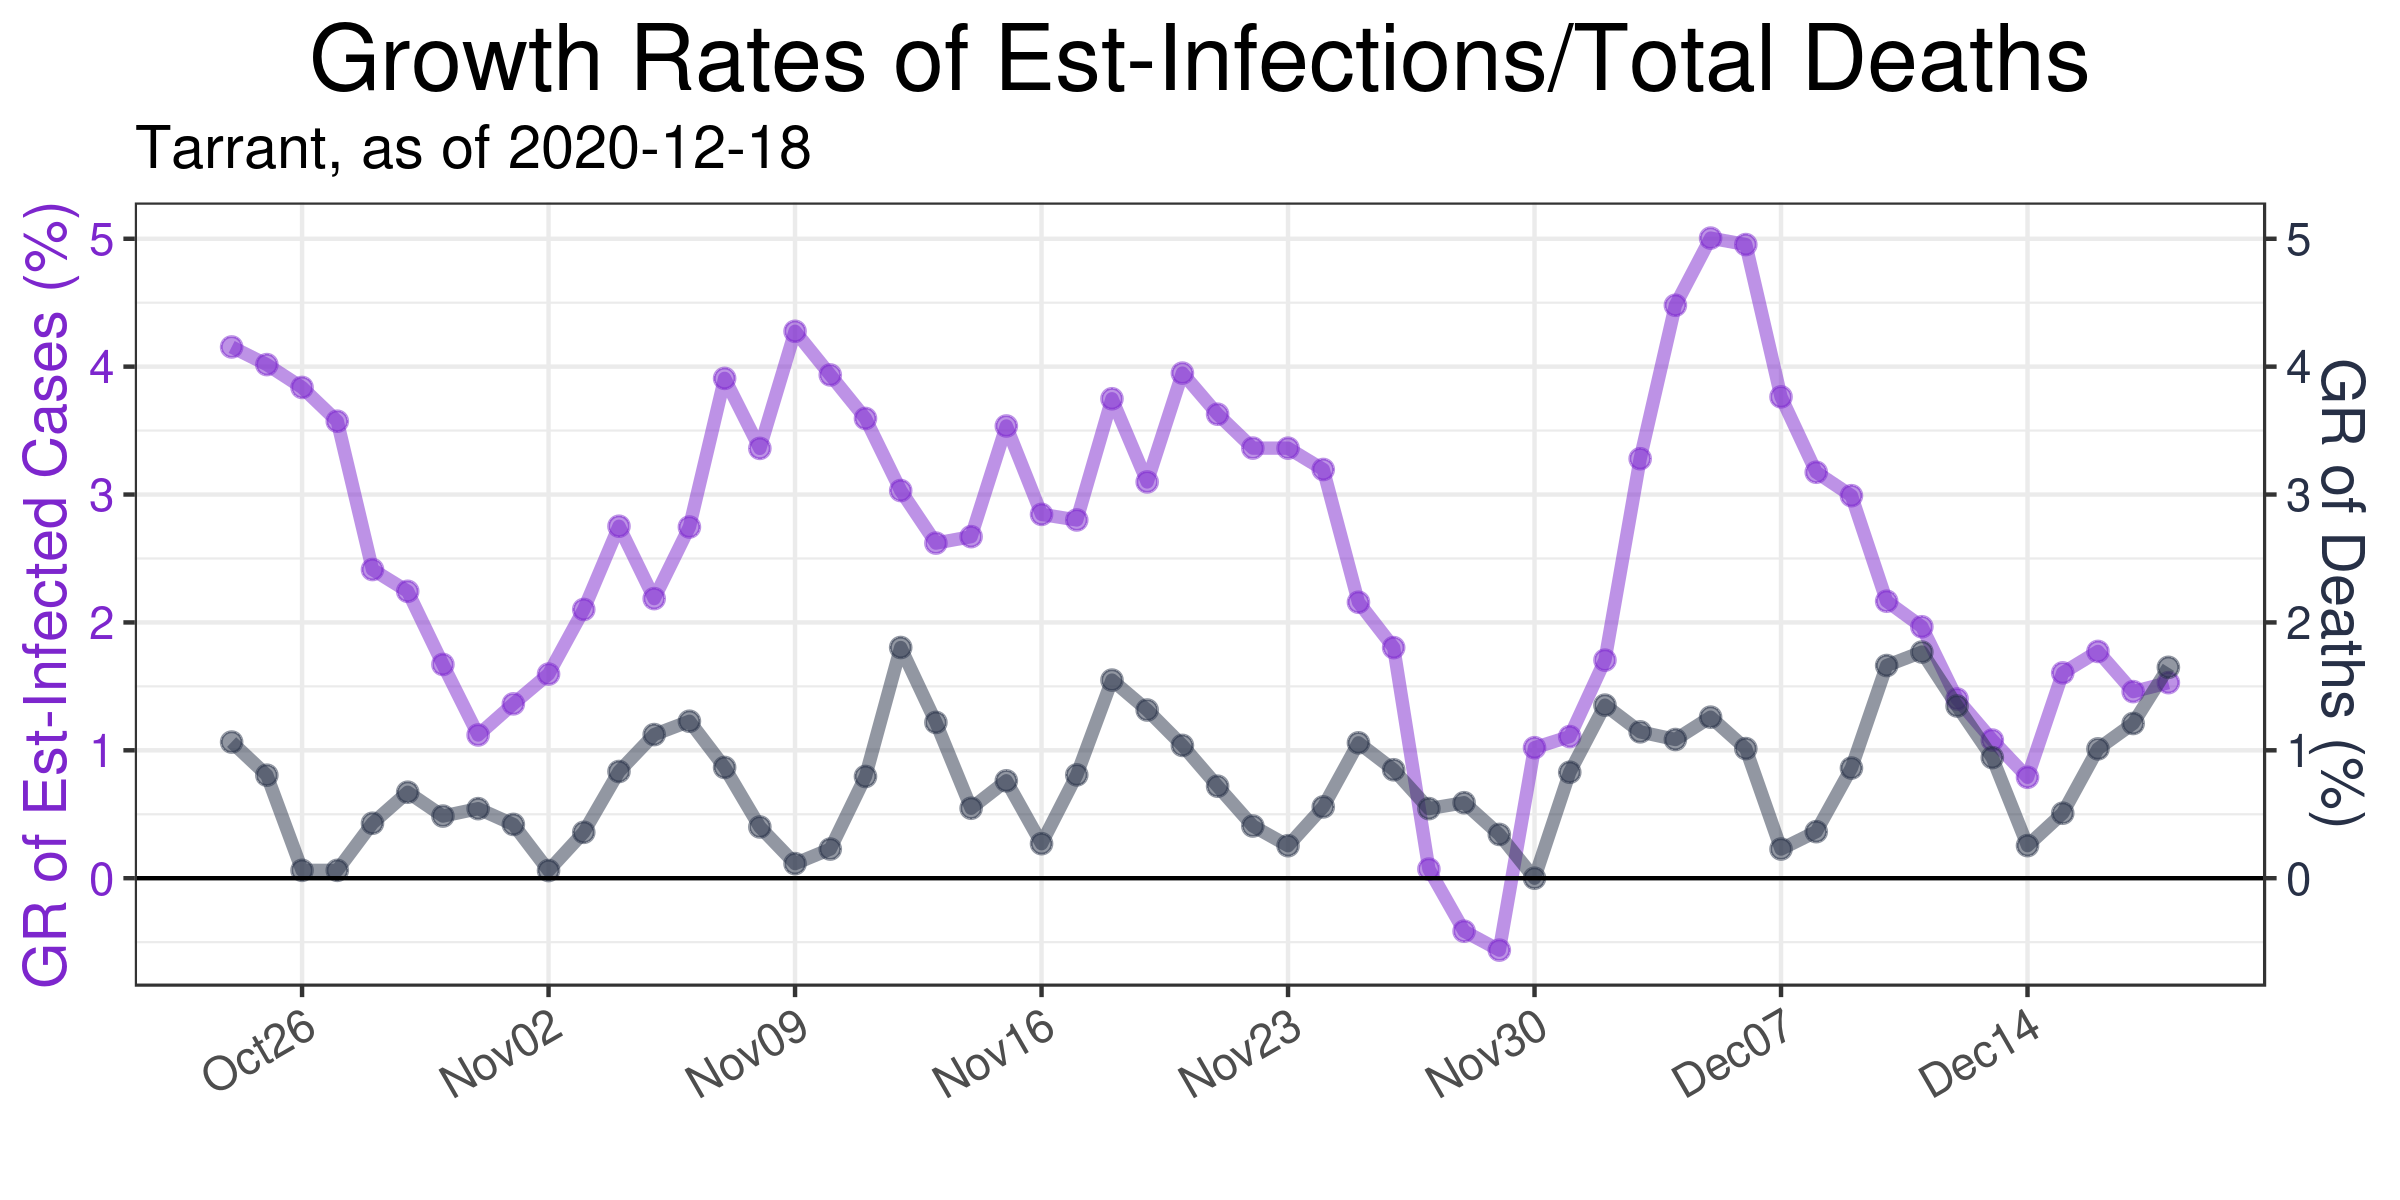 Growth Rates of Est-Infections/Total Deaths
Tarrant, as of 2020-12-18
GR of Est-Infected Cases (%)
5
4
3
2
1
0
5
4
3
2
1
0
GR of Deaths (%)
Oct26
Nov02
Nov09
Nov16
Nov23
Nov30
Dec07
Dec14